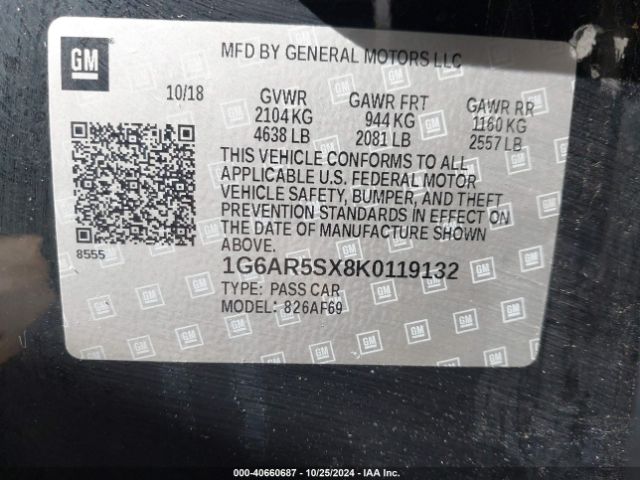 GM
MFD BY GENERAL MOTORS LLC
10/18 GVWR GAWR FRT GAWR RR
2104 KG 944 KG 1160 KG
4638 LB 2081 LB 2557 LB
THIS VEHICLE CONFORMS TO ALL
APPLICABLE U.S. FEDERAL MOTOR
VEHICLE SAFETY, BUMPER, AND THEFT
PREVENTION STANDARDS IN EFFECT ON
THE DATE OF MANUFACTURE SHOWN
ABOVE.
8555
1G6AR5SX8K0119132
TYPE: PASS CAR
MODEL: 826AF69
000-40660687 - 10/25/2024 - IAA Inc.